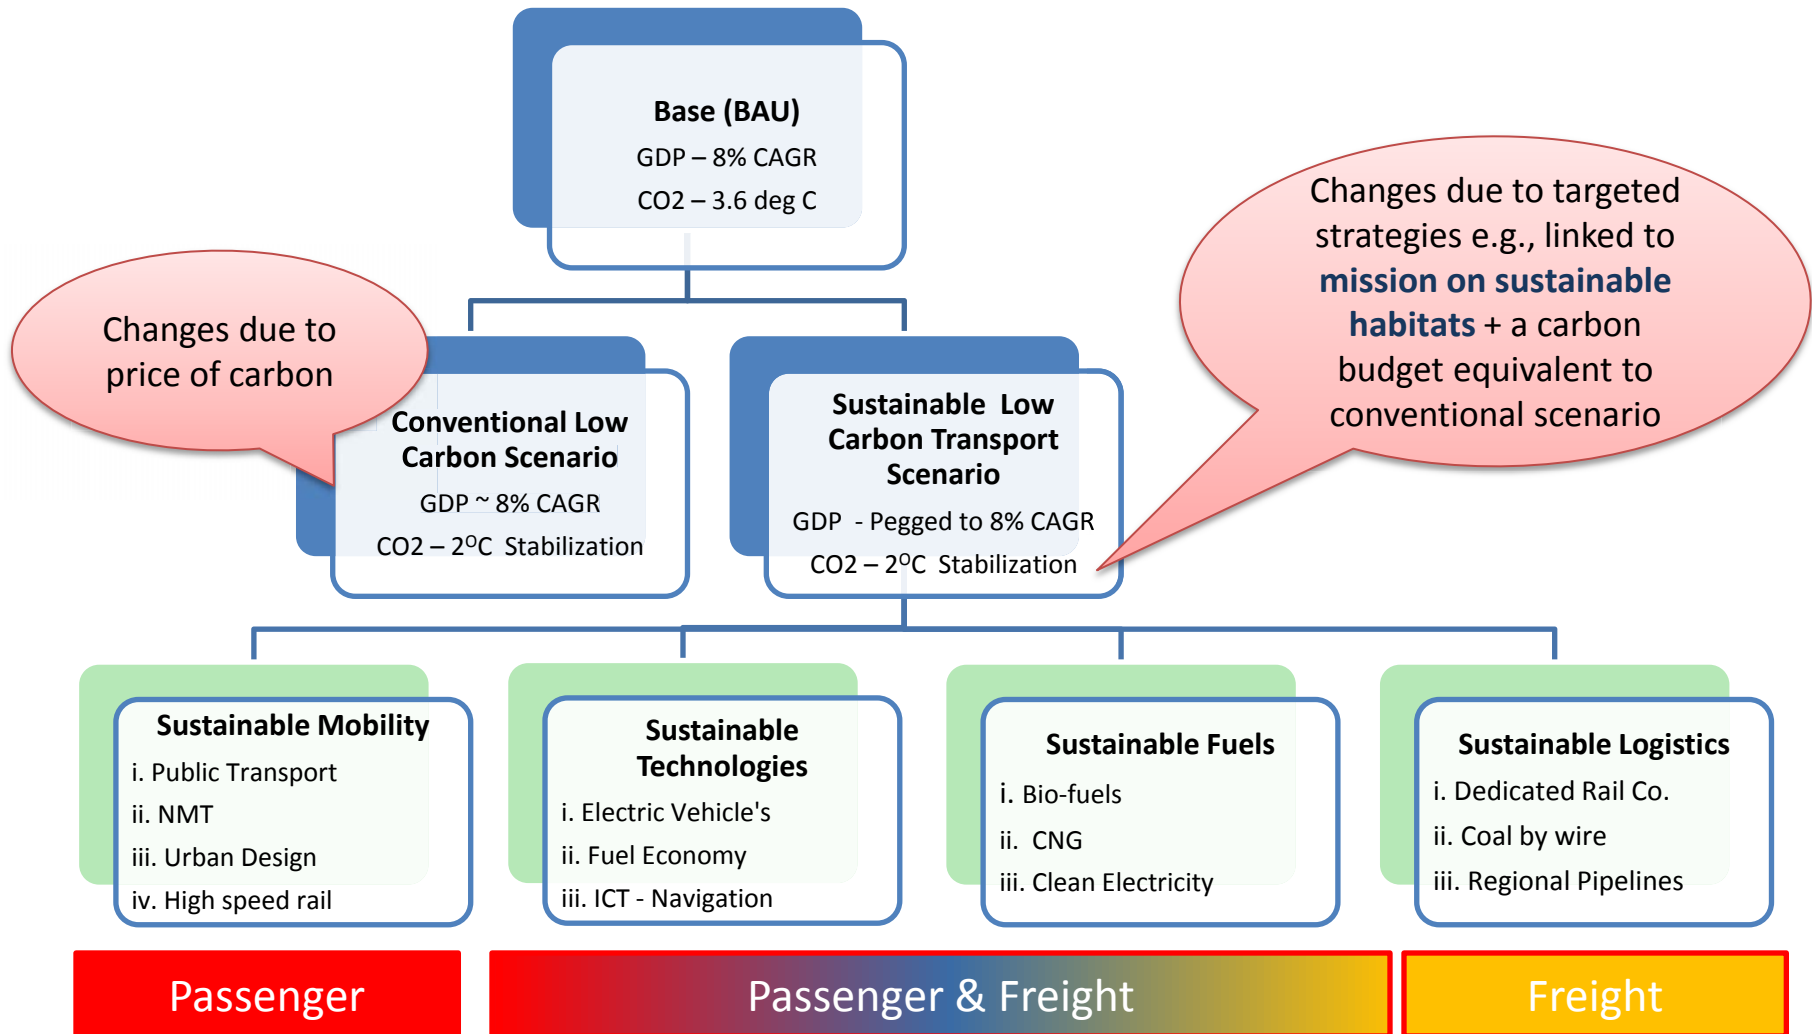 Base (BAU)
GDP – 8% CAGR
CO2 – 3.6 deg C
Changes due to
price of carbon
Changes due to targeted
strategies e.g., linked to
mission on sustainable
habitats + a carbon
budget equivalent to
conventional scenario
Conventional Low
Carbon Scenario
GDP ~ 8% CAGR
CO2 – 2⁰C Stabilization
Sustainable Low
Carbon Transport
Scenario
GDP - Pegged to 8% CAGR
CO2 – 2⁰C Stabilization
Sustainable Mobility
i. Public Transport
ii. NMT
iii. Urban Design
iv. High speed rail
Sustainable
Technologies
i. Electric Vehicle's
ii. Fuel Economy
iii. ICT - Navigation
Sustainable Fuels
i. Bio-fuels
ii. CNG
iii. Clean Electricity
Sustainable Logistics
i. Dedicated Rail Co.
ii. Coal by wire
iii. Regional Pipelines
Passenger
Passenger & Freight
Freight